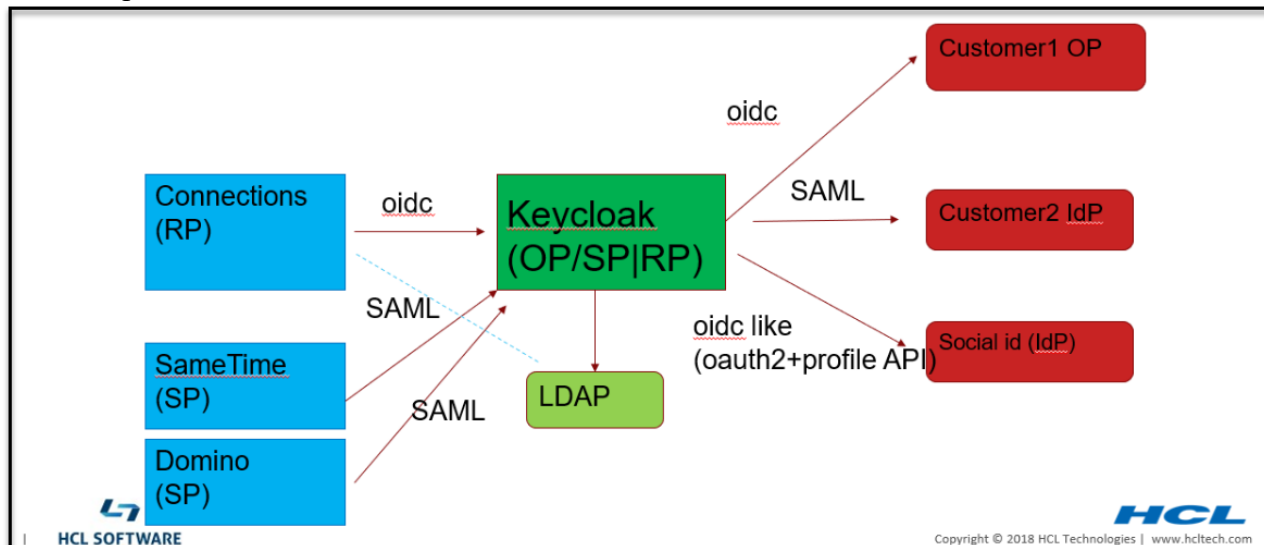 Customer1 OP
oidc
Connections
(RP)
oidc
Keycloak
(OP/SP|RP)
SAML
Customer2 IdP
SAML
oidc like
(oauth2+profile API)
Social id (IdP)
SameTime
(SP)
LDAP
SAML
Domino
(SP)
HCL SOFTWARE
HCL
Copyright © 2018 HCL Technologies | www.hcltech.com